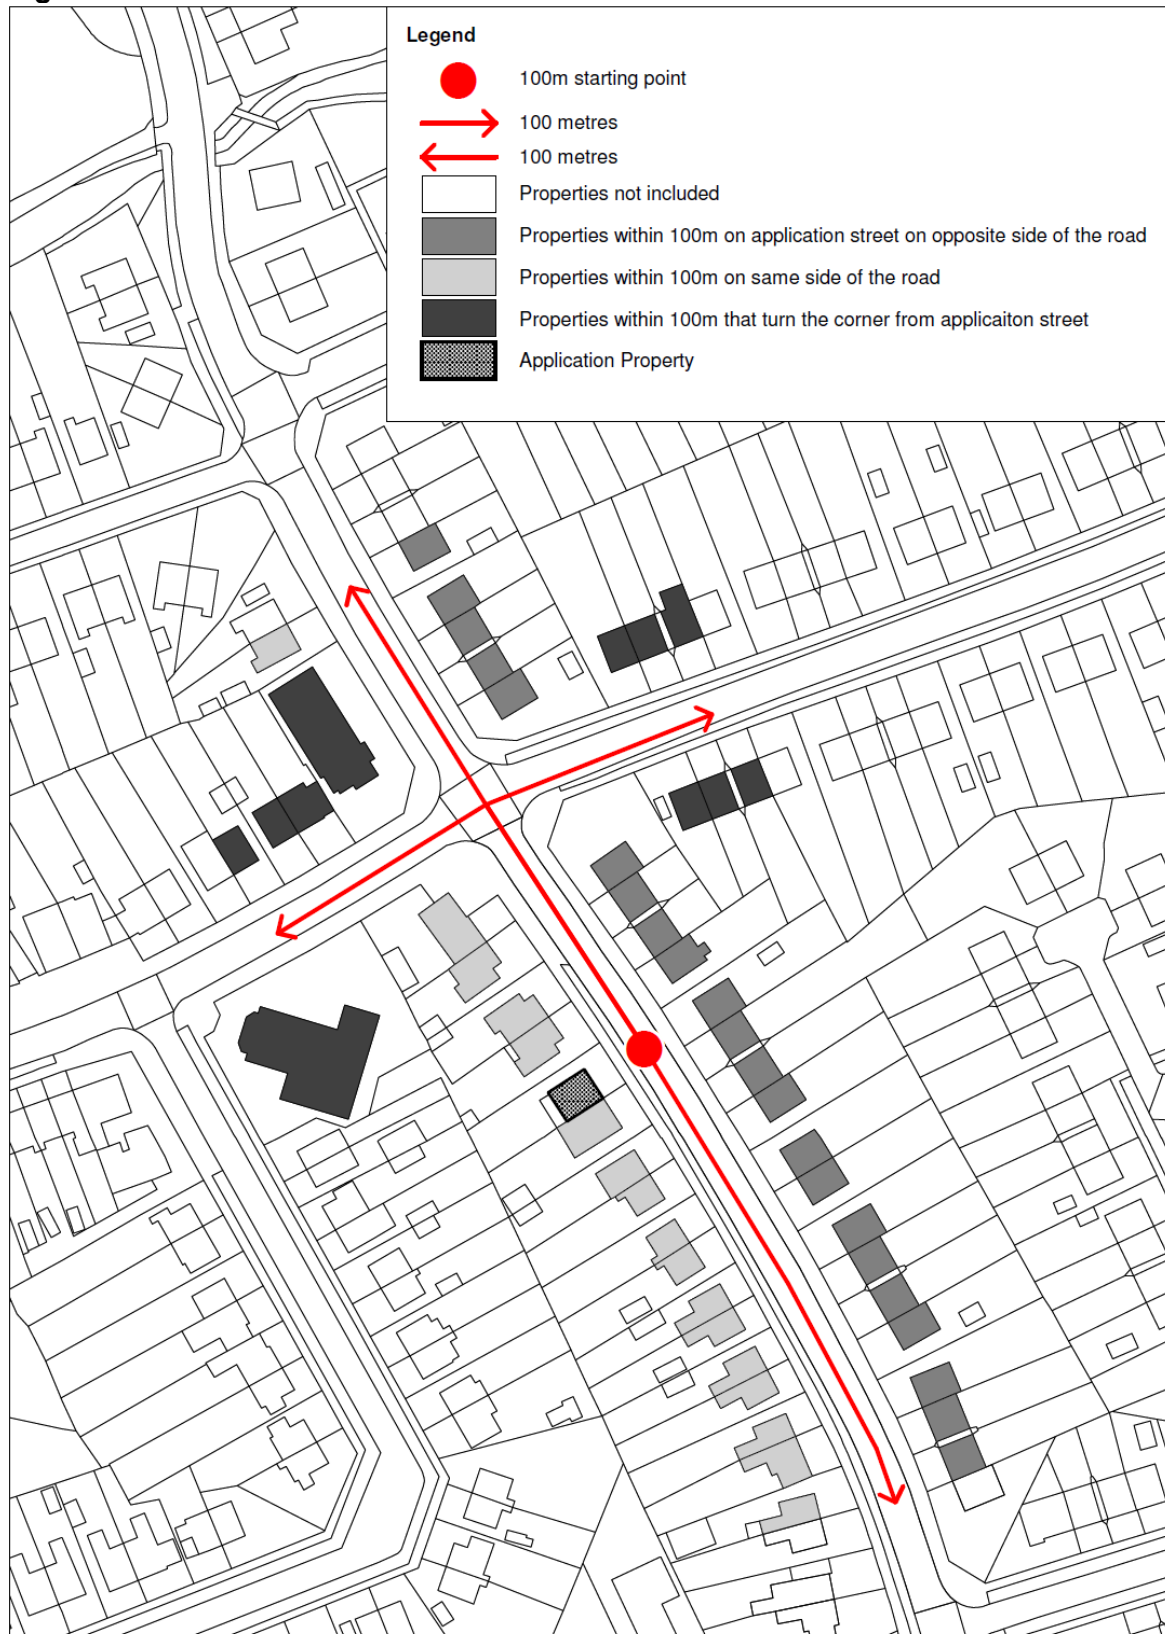 Legend
100m starting point
100 metres
100 metres
Properties not included
Properties within 100m on application street on opposite side of the road
Properties within 100m on same side of the road
Properties within 100m that turn the corner from applicaiton street
Application Property